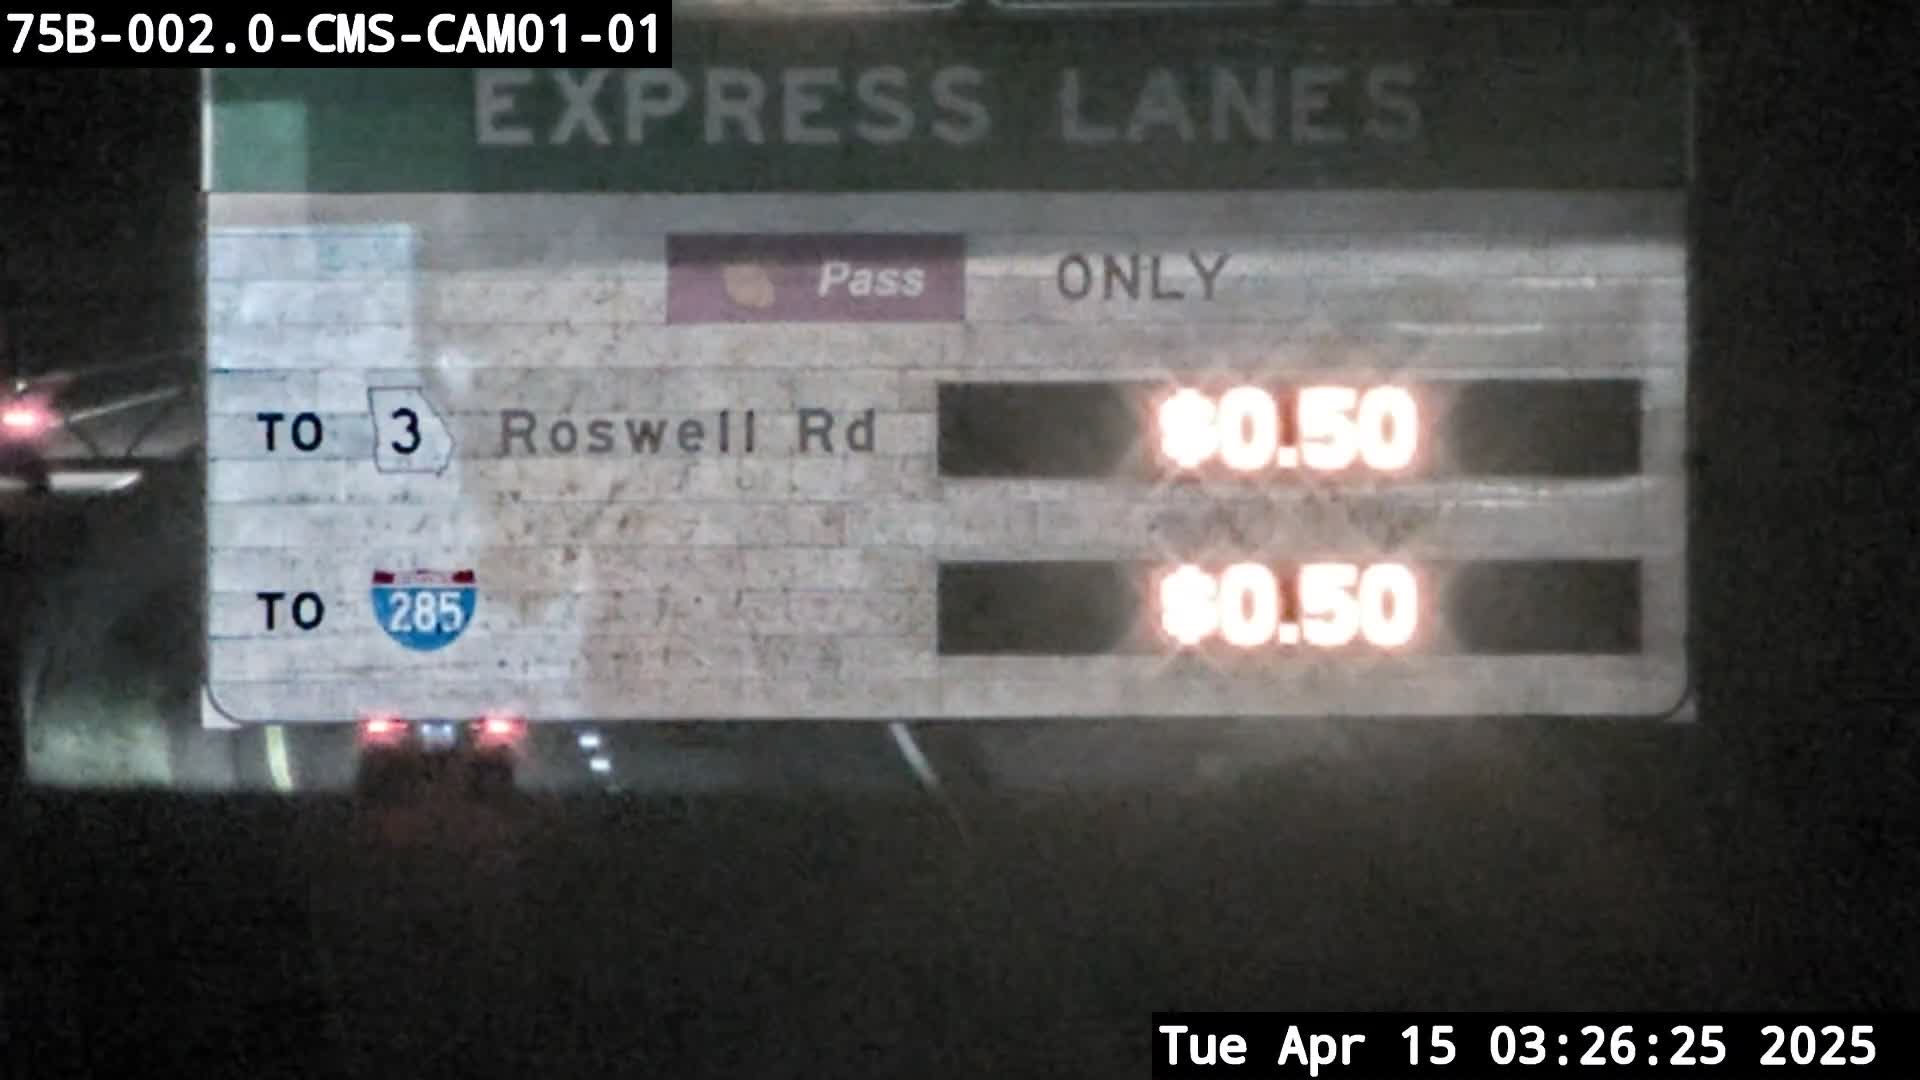 75B-002.0-CMS-CAM01-01
EXPRESS LANES
Pass ONLY
TO 3 Roswell Rd $0.50
TO 285 $0.50
Tue Apr 15 03:26:25 2025